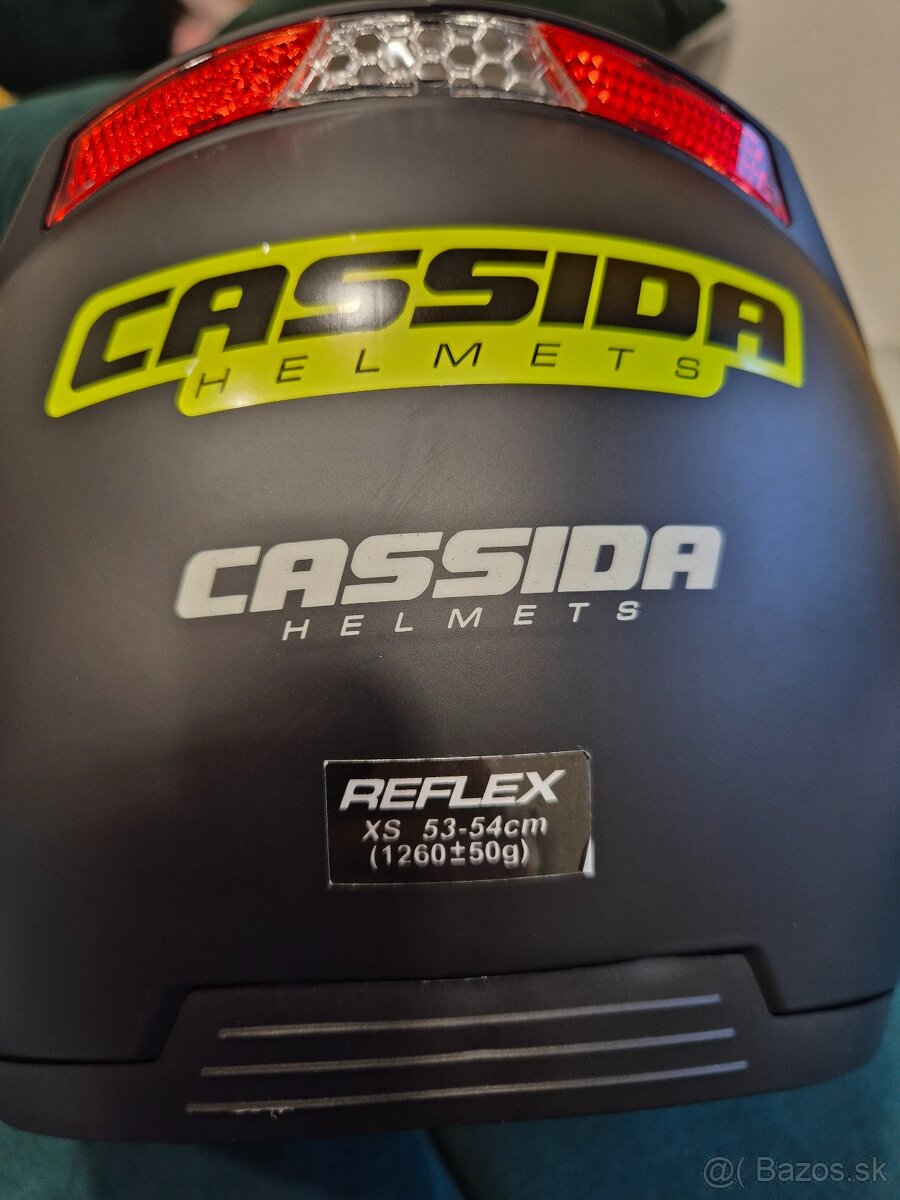 CASSIDA
HELMETS
CASSIDA
HELMETS
REFLEX
XS 53-54cm
(1260±50g)
@( Bazos.sk